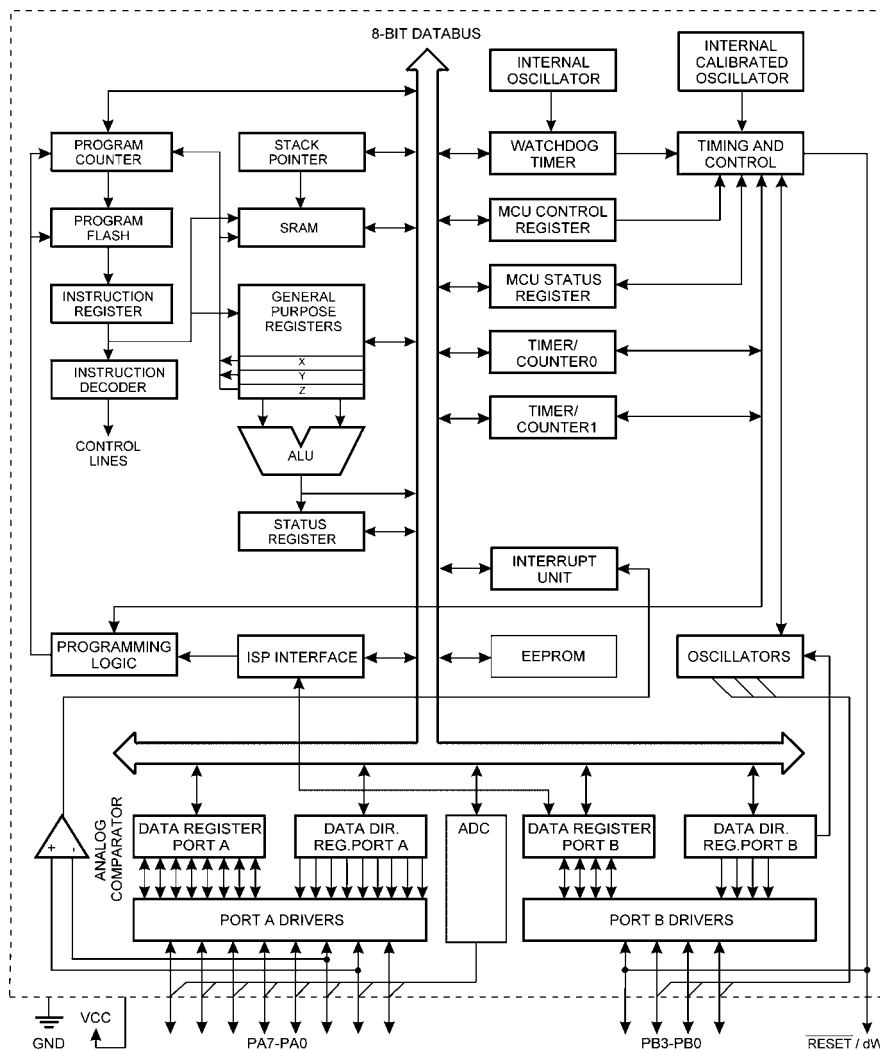 8-BIT DATABUS
INTERNAL
OSCILLATOR
INTERNAL
CALIBRATED
OSCILLATOR
PROGRAM
COUNTER
STACK
POINTER
WATCHDOG
TIMER
TIMING AND
CONTROL
PROGRAM
FLASH
SRAM
MCU CONTROL
REGISTER
INSTRUCTION
REGISTER
GENERAL
PURPOSE
REGISTERS
X
Y
Z
MCU STATUS
REGISTER
TIMER/
COUNTER0
INSTRUCTION
DECODER
TIMER/
COUNTER1
CONTROL
LINES
ALU
STATUS
REGISTER
INTERRUPT
UNIT
PROGRAMMING
LOGIC
ISP INTERFACE
EEPROM
OSCILLATORS
ANALOG
COMPARATOR
+
-
DATA REGISTER
PORT A
DATA DIR.
REG.PORT A
ADC
DATA REGISTER
PORT B
DATA DIR.
REG.PORT B
PORT A DRIVERS
PORT B DRIVERS
VCC
GND
PA7-PA0
PB3-PB0
RESET / dW